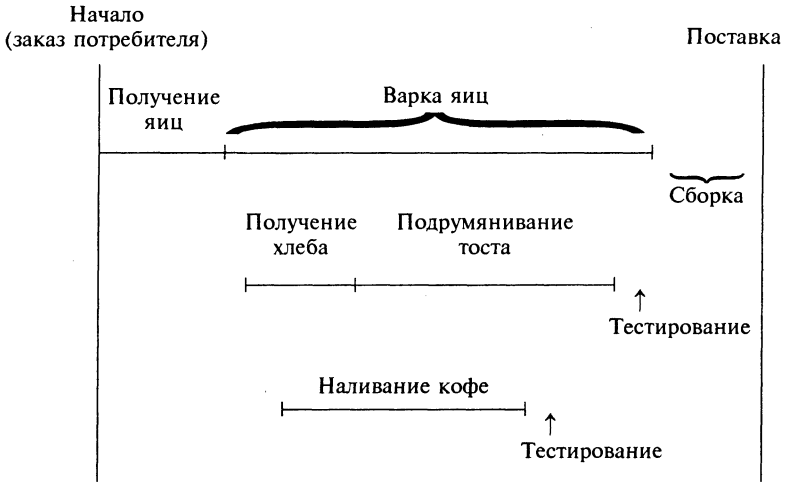 Начало
(заказ потребителя)
Поставка
Получение
яиц
Варка яиц
Сборка
Получение
хлеба
Подрумянивание
тоста
Тестирование
Наливание кофе
Тестирование